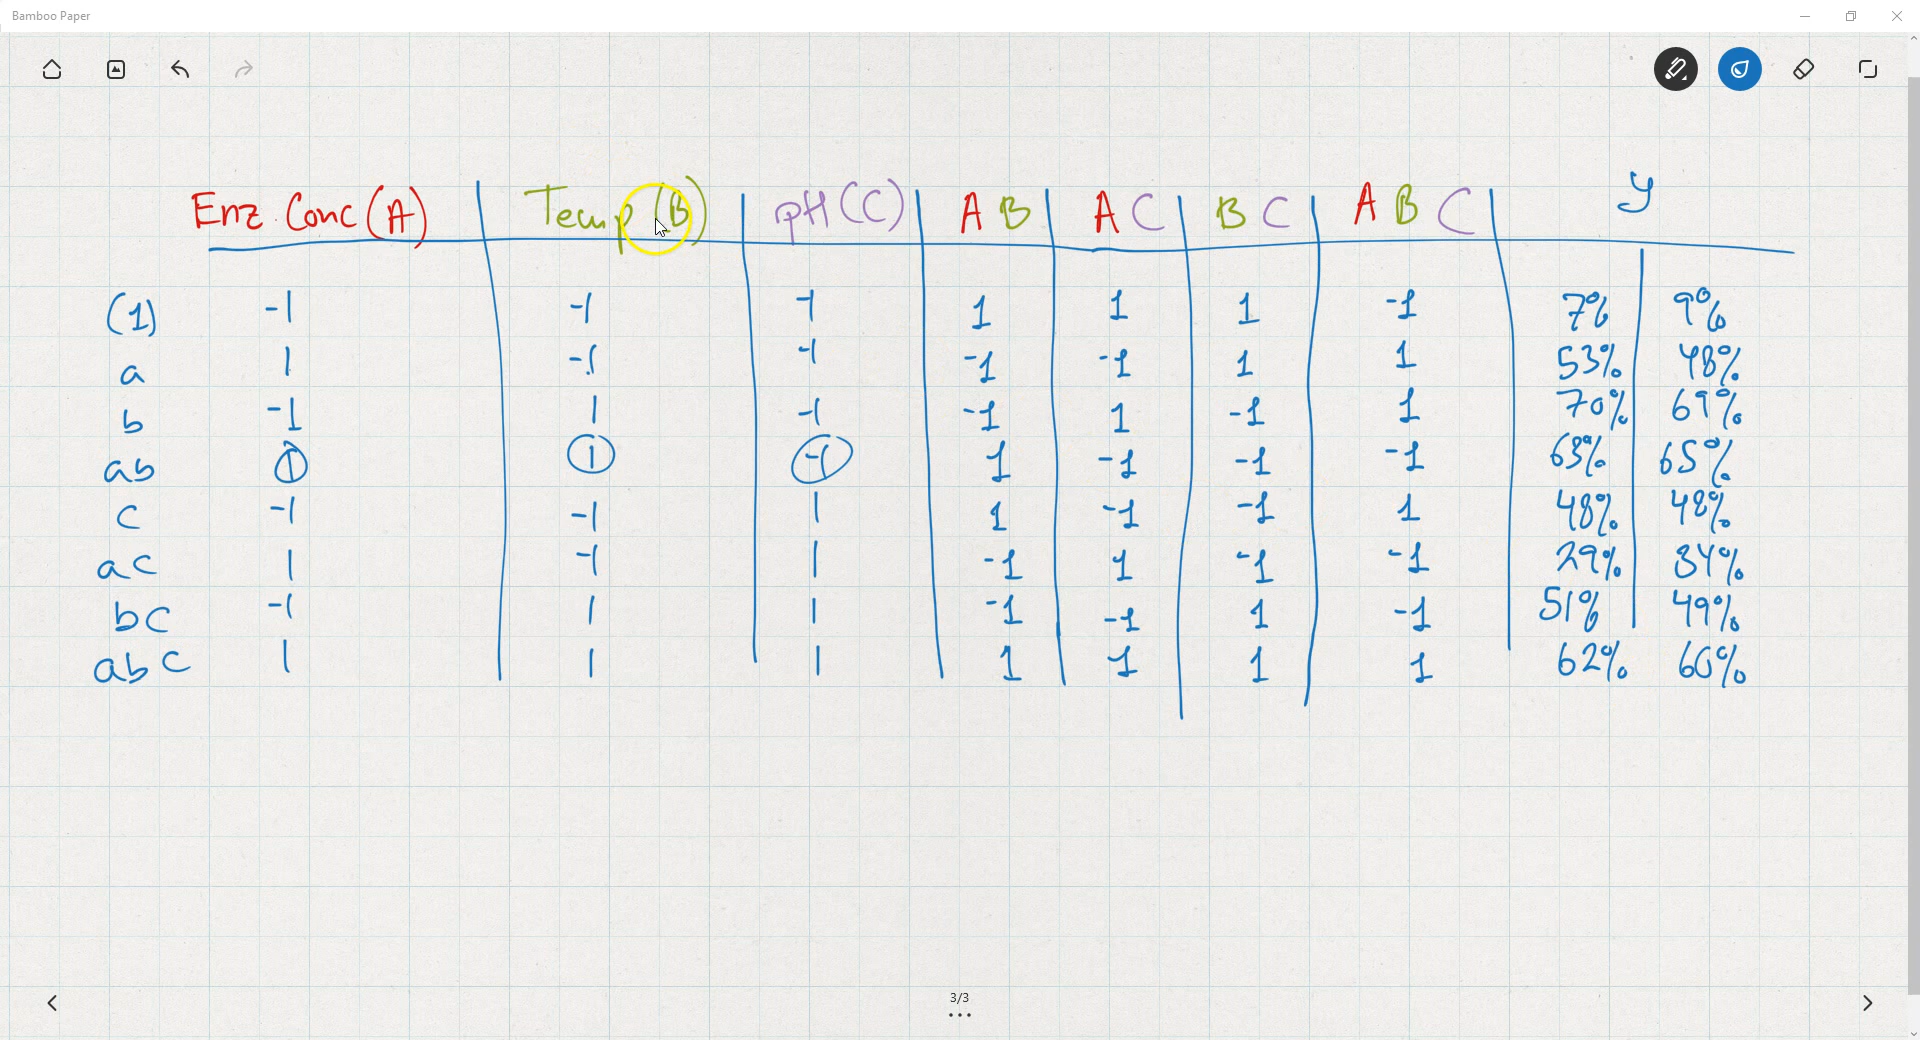 Bamboo Paper
Enz Conc (A) Temp (B) pH (C) AB AC BC ABC y
(1) -1 -1 -1 1 1 1 -1 7% 9%
a 1 -1 -1 -1 -1 1 1 53% 48%
b -1 1 -1 -1 1 -1 1 70% 69%
ab 1 1 -1 1 -1 -1 -1 63% 65%
c -1 -1 1 1 -1 -1 1 48% 48%
ac 1 -1 1 -1 1 -1 -1 29% 34%
bc -1 1 1 -1 -1 1 -1 51% 49%
abc 1 1 1 1 1 1 1 62% 60%
3/3